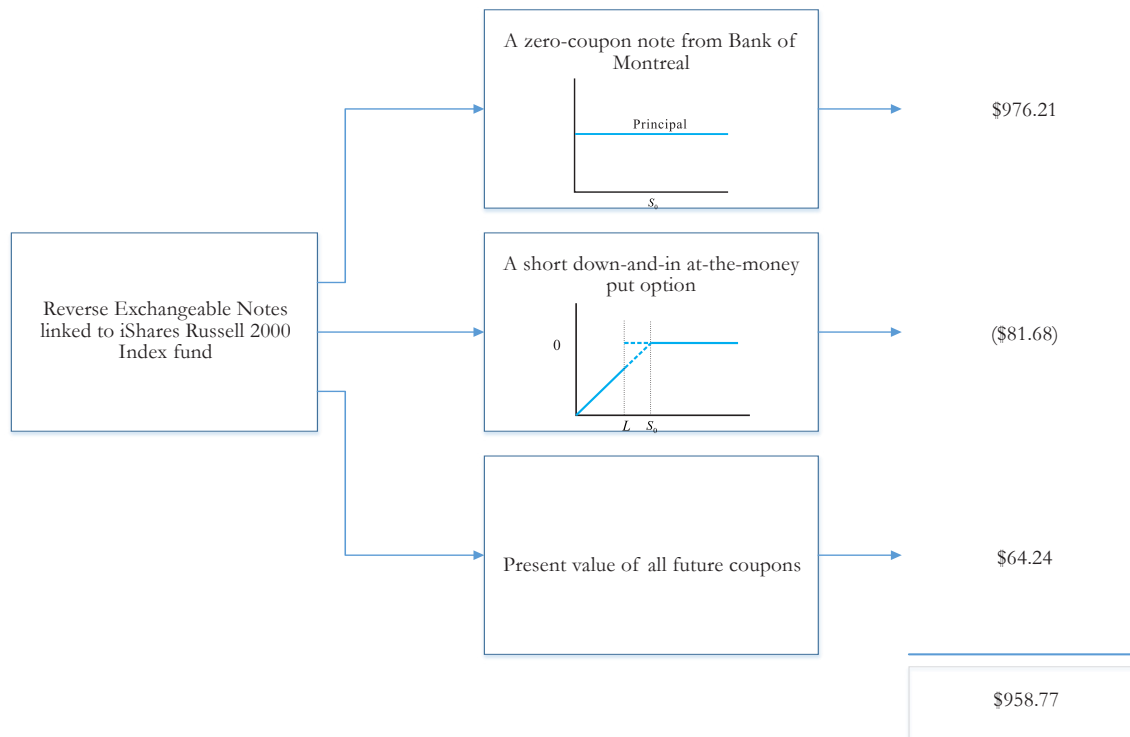 Reverse Exchangeable Notes
linked to iShares Russell 2000
Index fund
A zero-coupon note from Bank of
Montreal
Principal
S₀
$976.21
A short down-and-in at-the-money
put option
0
L S₀
($81.68)
Present value of all future coupons
$64.24
$958.77